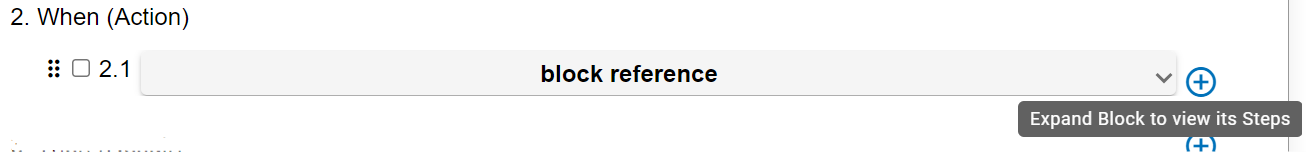 2. When (Action)
2.1 block reference
Expand Block to view its Steps